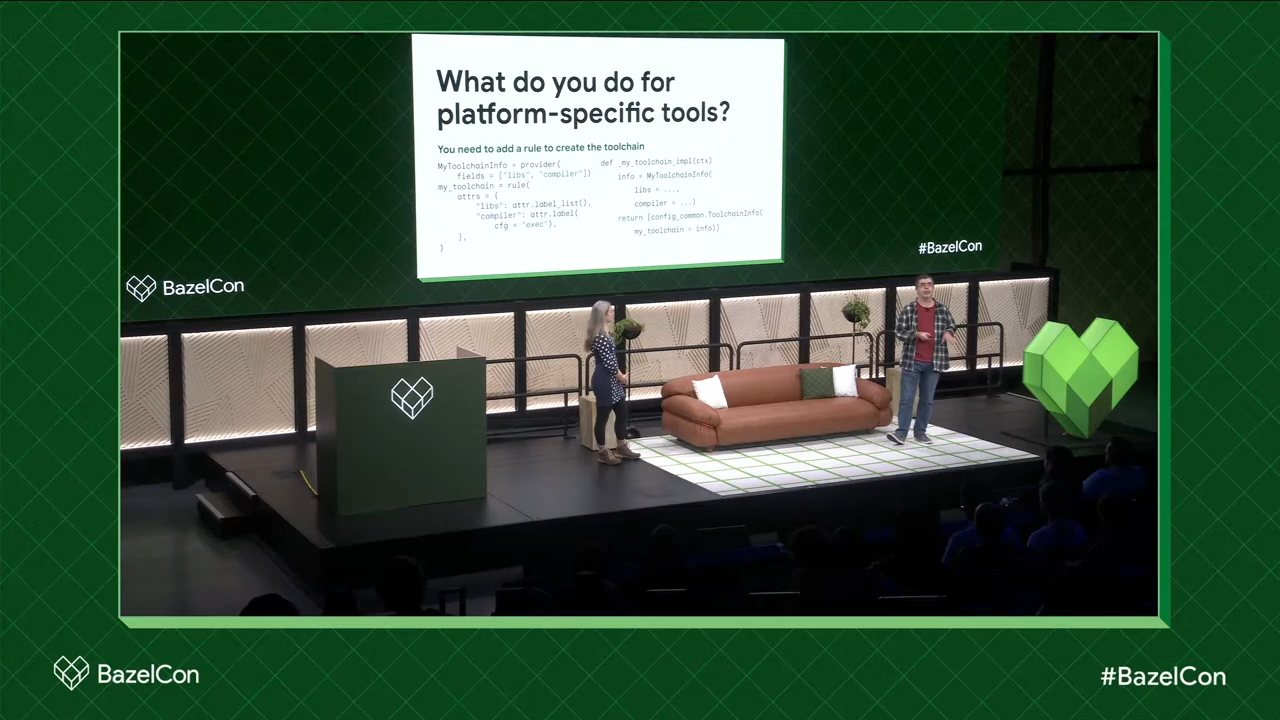 What do you do for
platform-specific tools?
You need to add a rule to create the toolchain
MyToolchainInfo = provider(
fields = ["libs", "compiler"])
my_toolchain = rule(
attrs = {
"libs": attr.label_list(),
"compiler": attr.label(
cfg = "exec"),
},
)
def _my_toolchain_impl(ctx)
info = MyToolchainInfo(
libs = ...,
compiler = ...)
return [config_common.ToolchainInfo(
my_toolchain = info)]
#BazelCon
BazelCon
BazelCon
#BazelCon